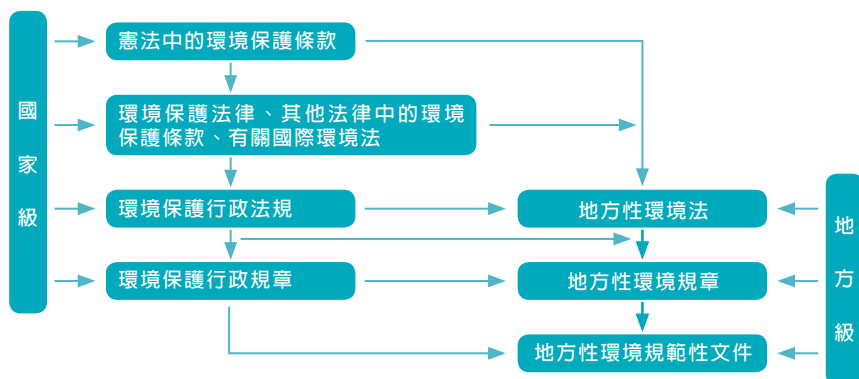 國家級
憲法中的環境保護條款
環境保護法律、其他法律中的環境
保護條款、有關國際環境法
環境保護行政法規
地方性環境法
環境保護行政規章
地方性環境規章
地方性環境規範性文件
地方級